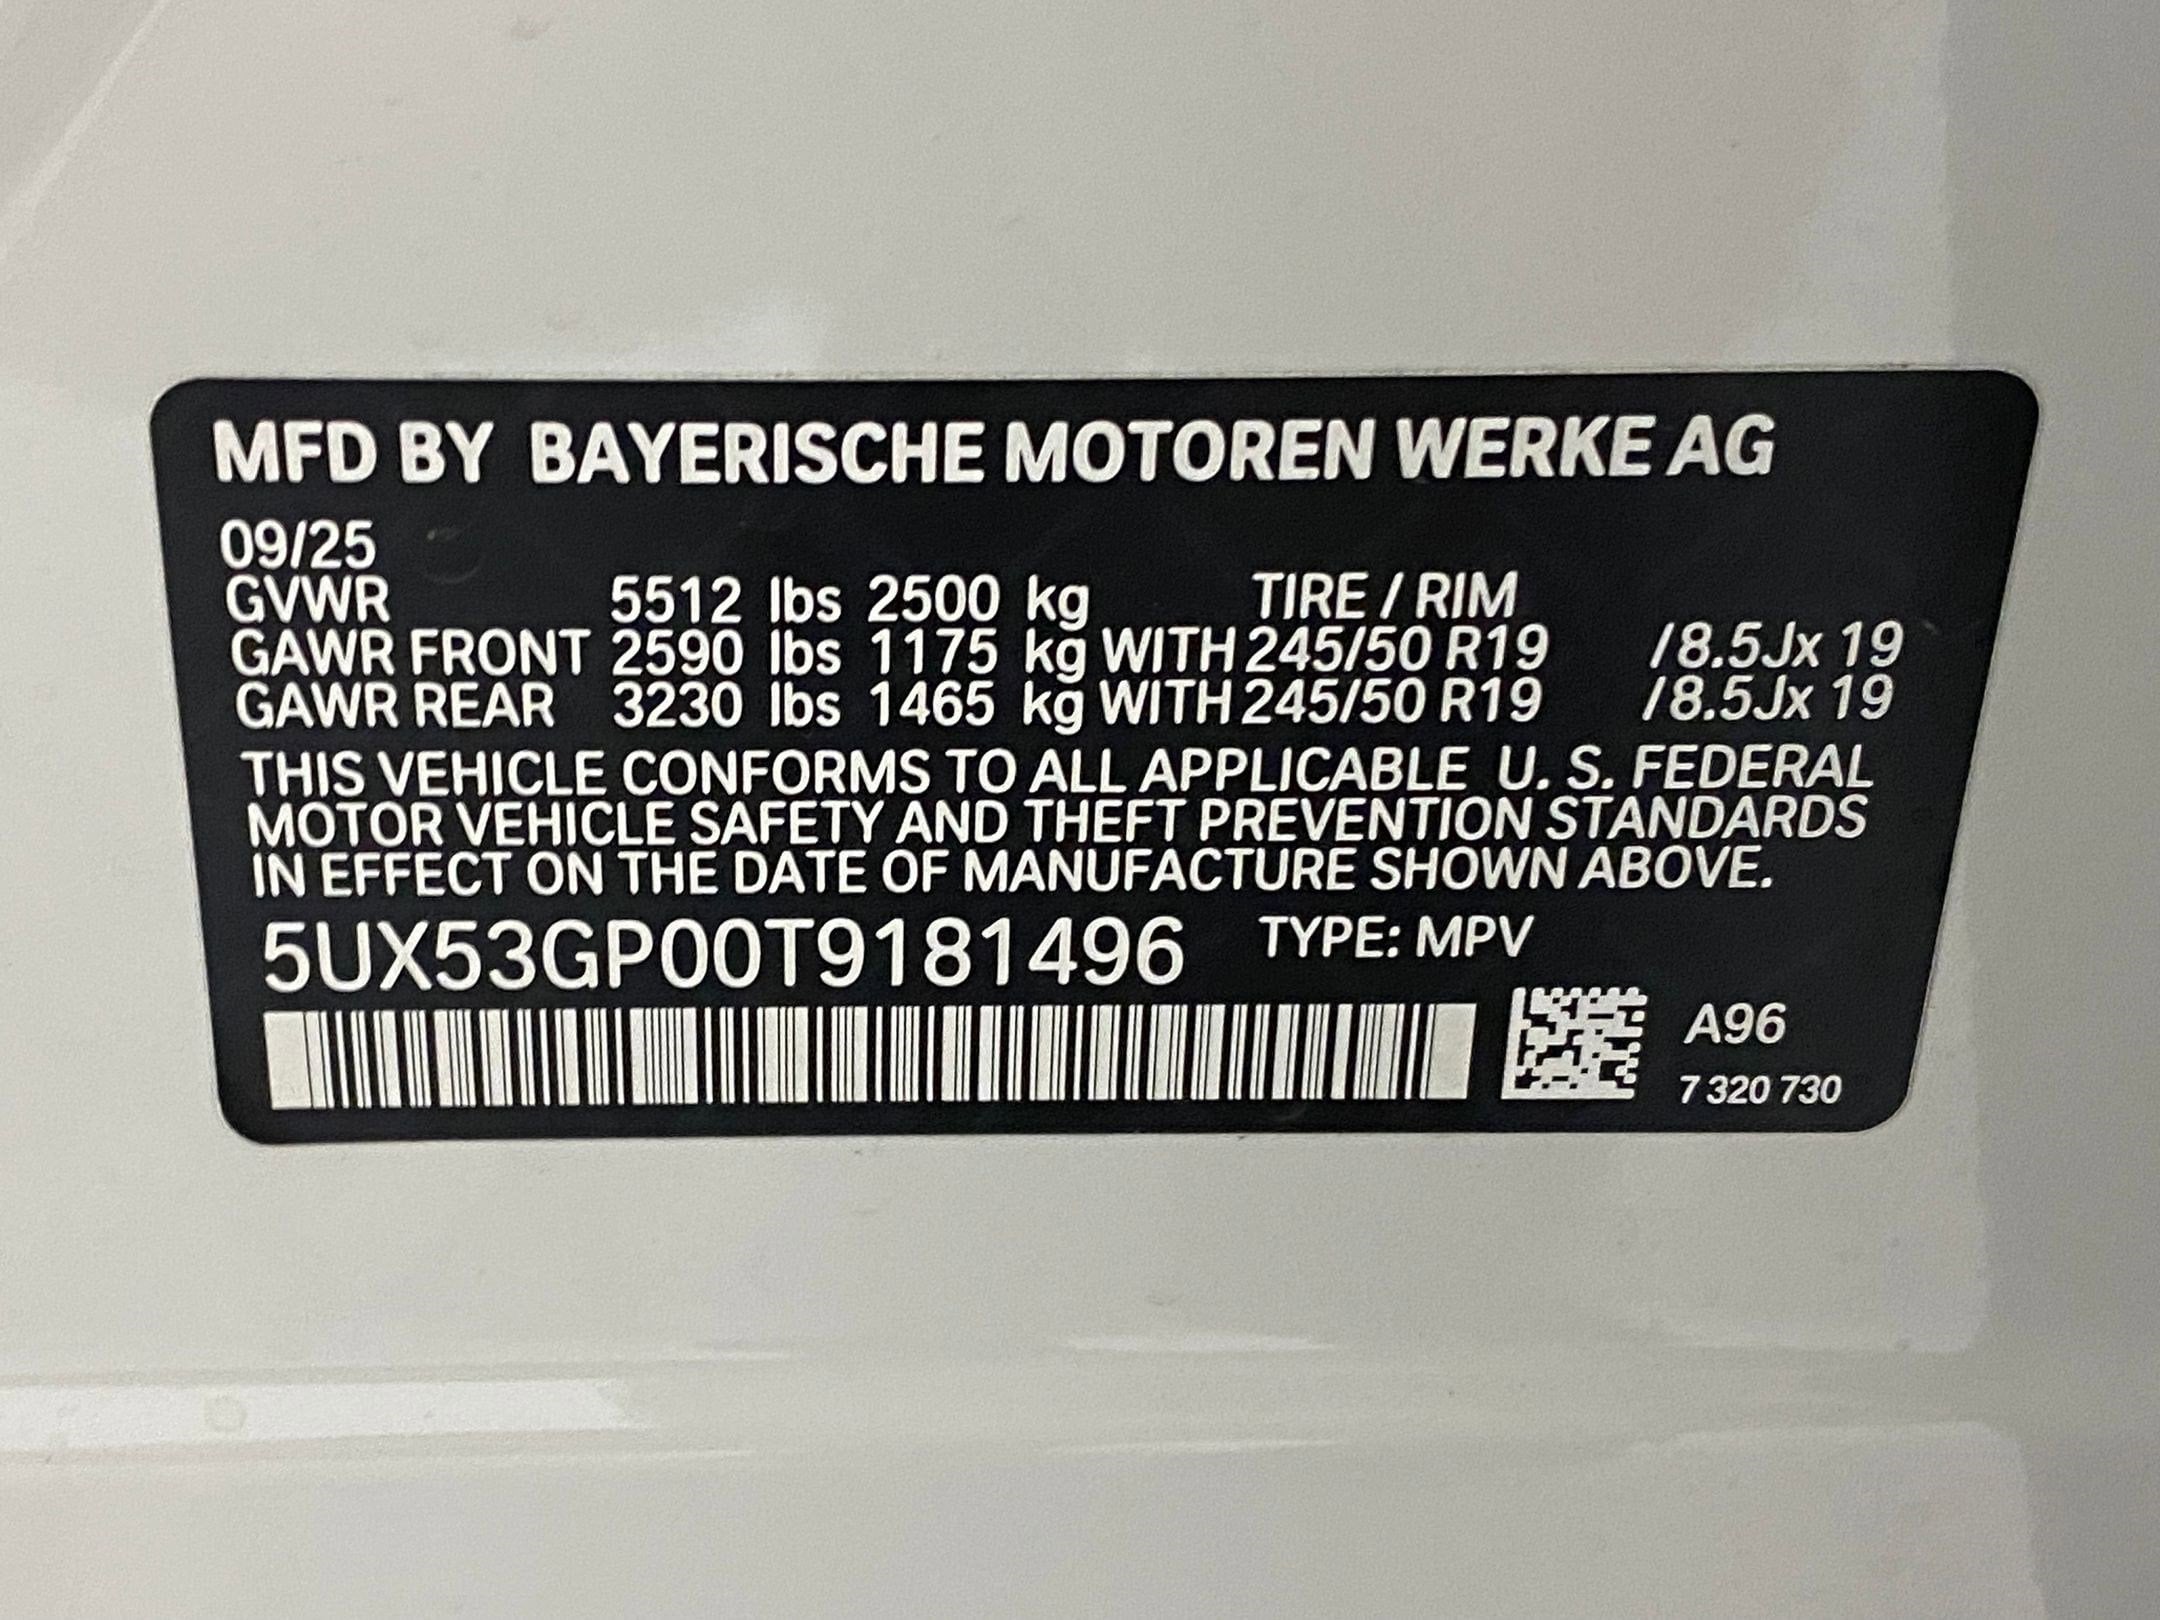 MFD BY BAYERISCHE MOTOREN WERKE AG
09/25
GVWR 5512 lbs 2500 kg TIRE / RIM
GAWR FRONT 2590 lbs 1175 kg WITH 245/50 R19 /8.5Jx 19
GAWR REAR 3230 lbs 1465 kg WITH 245/50 R19 /8.5Jx 19
THIS VEHICLE CONFORMS TO ALL APPLICABLE U. S. FEDERAL
MOTOR VEHICLE SAFETY AND THEFT PREVENTION STANDARDS
IN EFFECT ON THE DATE OF MANUFACTURE SHOWN ABOVE.
5UX53GP00T9181496 TYPE: MPV
A96
7 320 730